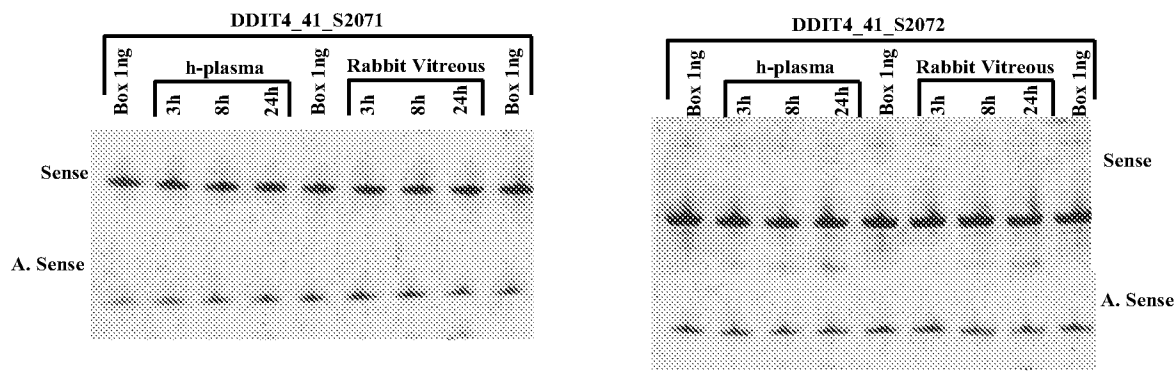 DDIT4_41_S2071
h-plasma
Rabbit Vitreous
Box 1ng
3h
8h
24h
Box 1ng
3h
8h
24h
Box 1ng
Sense
A. Sense
DDIT4_41_S2072
h-plasma
Rabbit Vitreous
Box 1ng
3h
8h
24h
Box 1ng
3h
8h
24h
Box 1ng
Sense
A. Sense